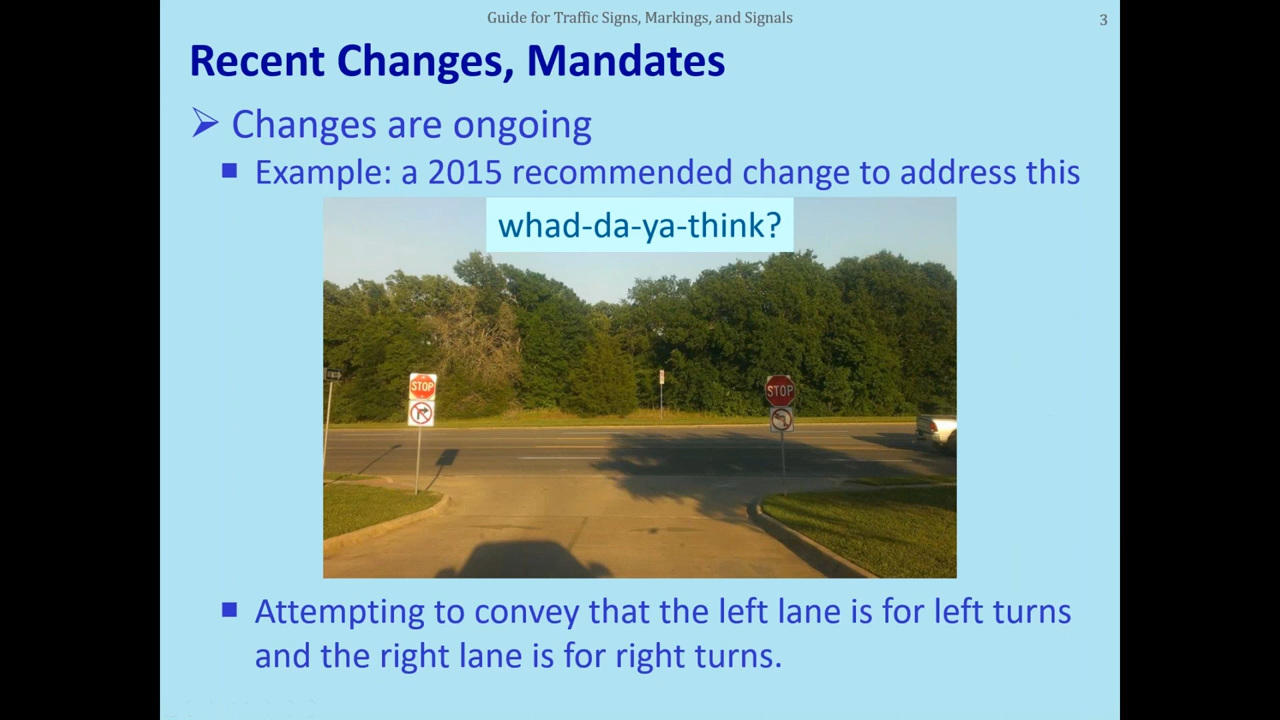 Guide for Traffic Signs, Markings, and Signals
3
Recent Changes, Mandates
Changes are ongoing
Example: a 2015 recommended change to address this
whad-da-ya-think?
STOP
STOP
Attempting to convey that the left lane is for left turns
and the right lane is for right turns.